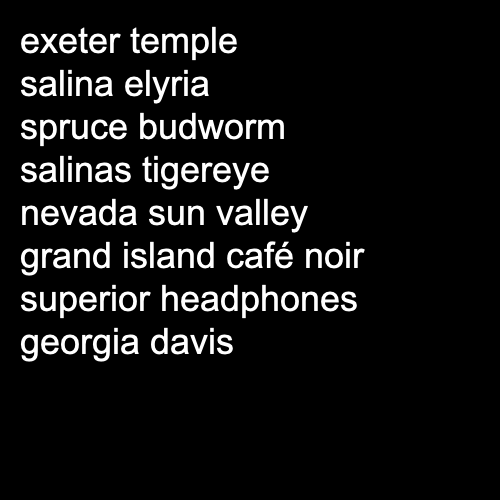 exeter temple
salina elyria
spruce budworm
salinas tigereye
nevada sun valley
grand island café noir
superior headphones
georgia davis